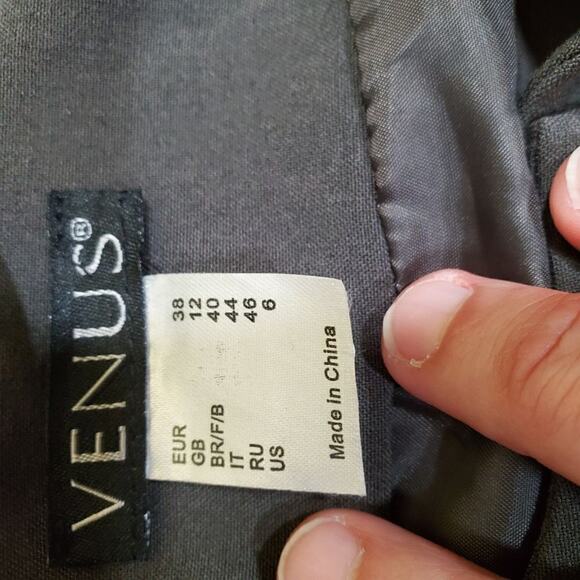 VENUS®
EUR 38
GB 12
BR/F/B 40
IT 44
RU 46
US 6
Made in China